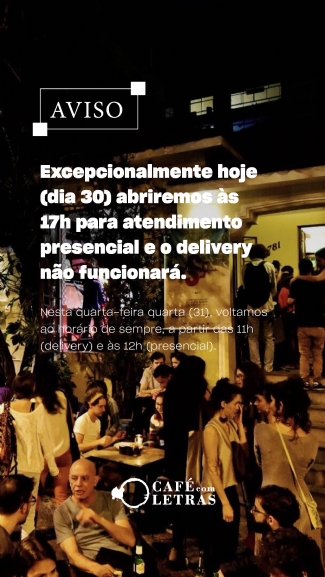 AVISO
Excepcionalmente hoje
(dia 30) abriremos às
17h para atendimento
presencial e o delivery
não funcionará.
Nesta quarta-feira quarta (31), voltamos
ao horário de sempre, a partir das 11h
(delivery) e às 12h (presencial).
781
CAFÉ com
LETRAS